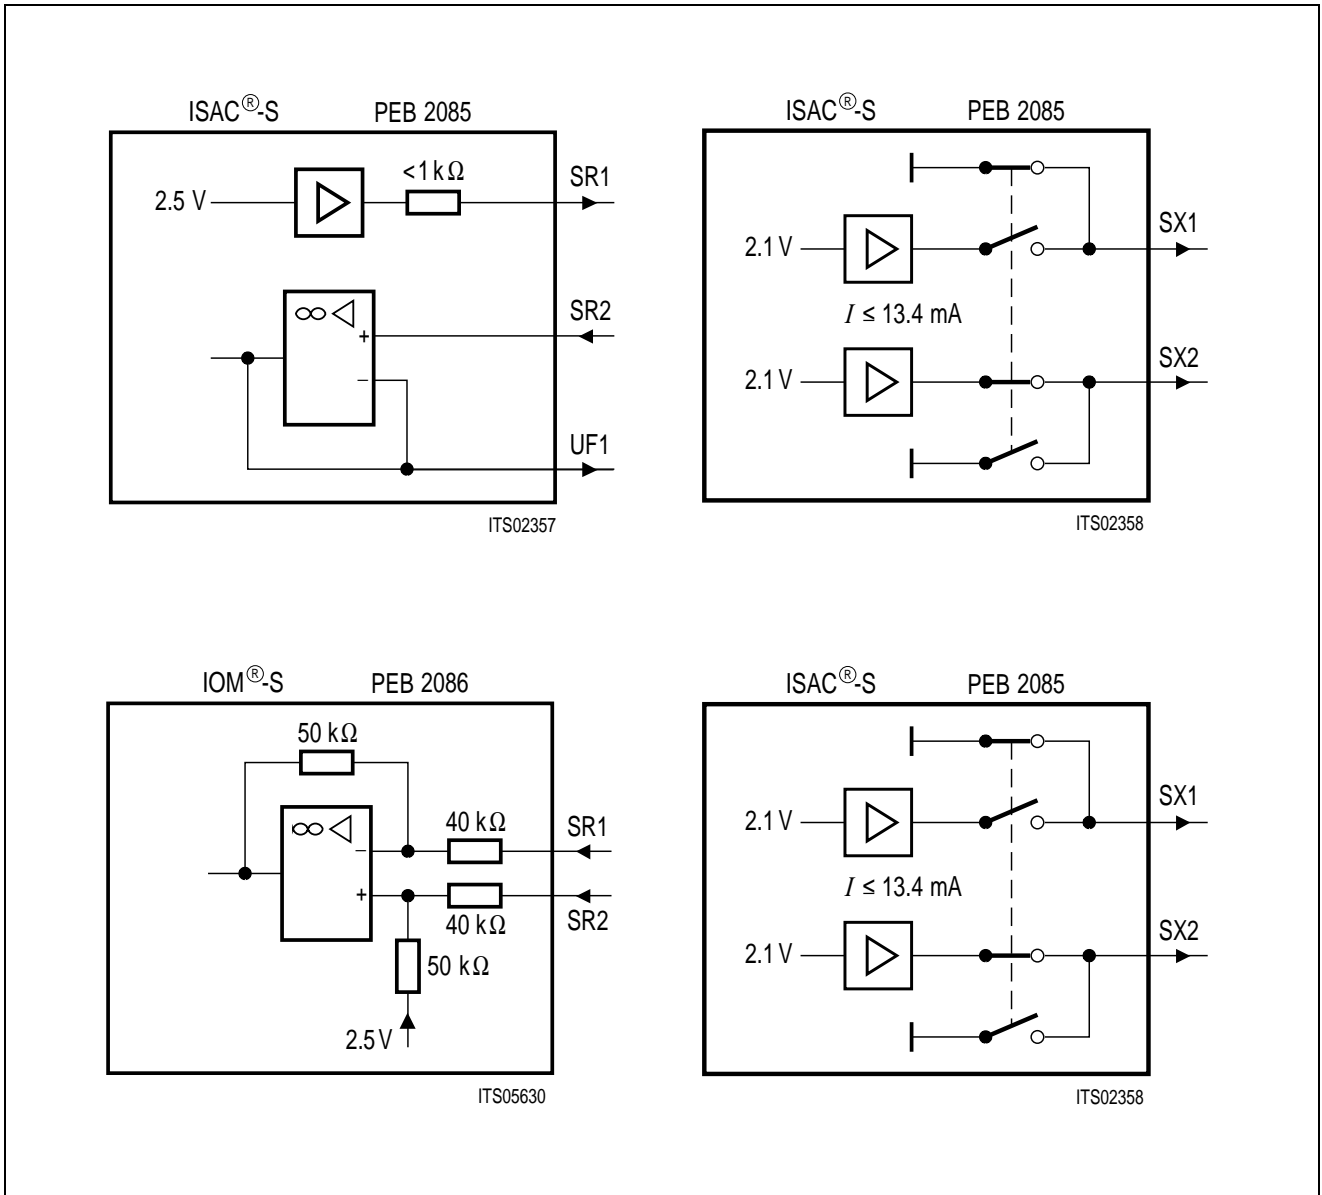 ISAC®-S PEB 2085
<1 kΩ
2.5 V
SR1
∞
+
SR2
–
UF1
ITS02357
ISAC®-S PEB 2085
2.1 V
SX1
I ≤ 13.4 mA
2.1 V
SX2
ITS02358
IOM®-S PEB 2086
50 kΩ
∞
–
40 kΩ
SR1
+
40 kΩ
SR2
50 kΩ
2.5 V
ITS05630
ISAC®-S PEB 2085
2.1 V
SX1
I ≤ 13.4 mA
2.1 V
SX2
ITS02358